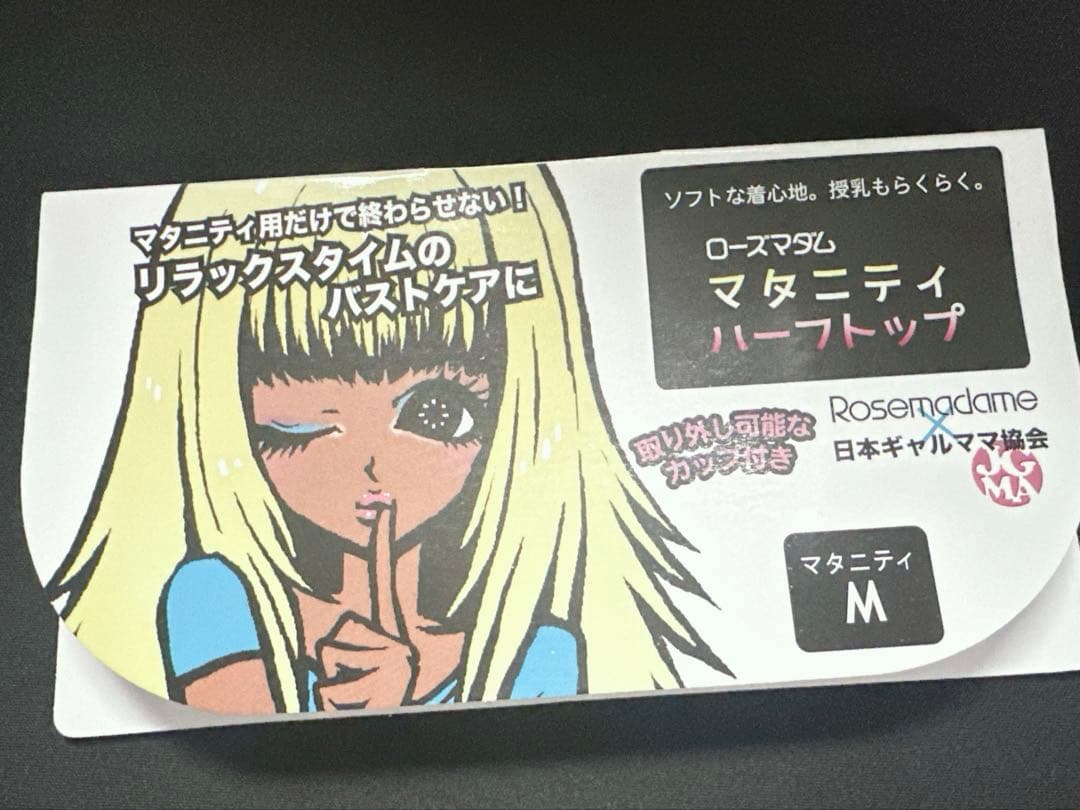 マタニティ用だけで終わらせない！
リラックスタイムの
バストケアに
ソフトな着心地。授乳もらくらく。
ローズマダム
マタニティ
ハーフトップ
取り外し可能な
カップ付き
Rosemadame
×
日本ギャルママ協会
JG
MA
マタニティ
M